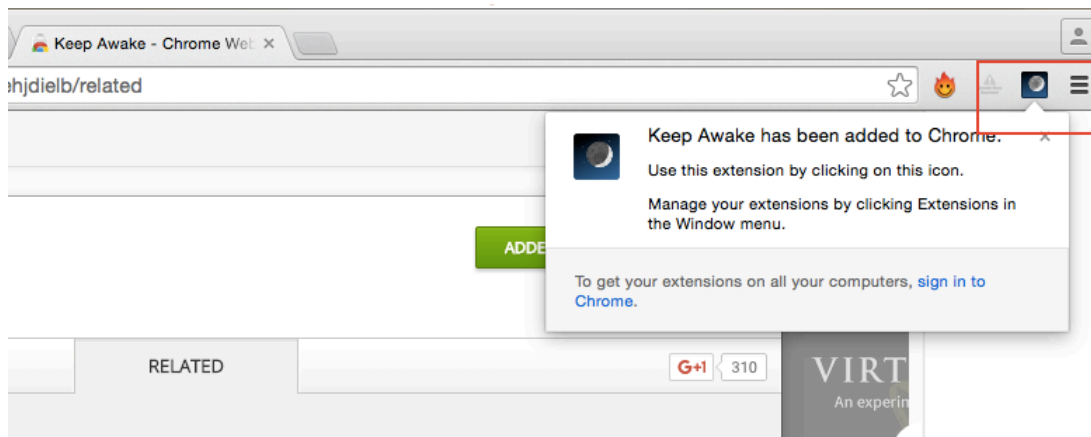 Keep Awake - Chrome Web
ehjdielb/related
Keep Awake has been added to Chrome.
Use this extension by clicking on this icon.
Manage your extensions by clicking Extensions in
the Window menu.
ADDE
To get your extensions on all your computers, sign in to
Chrome.
RELATED
G+1 310
VIRT
An experin